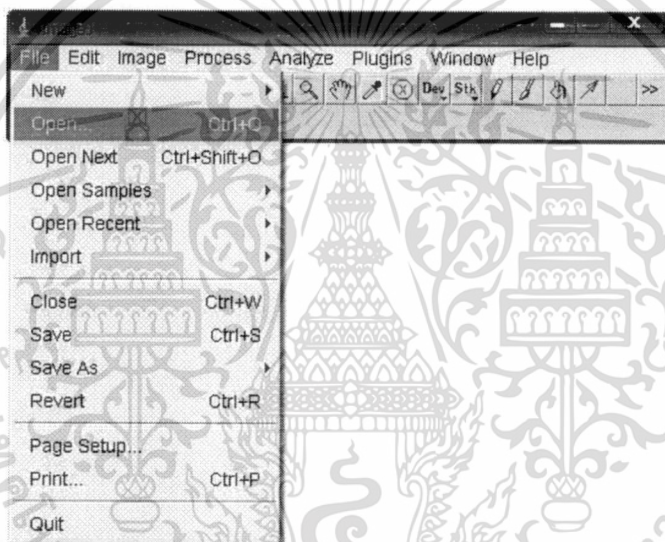 ImageJ
File Edit Image Process Analyze Plugins Window Help
Dev Stk >>
New
Open... Ctrl+O
Open Next Ctrl+Shift+O
Open Samples
Open Recent
Import
Close Ctrl+W
Save Ctrl+S
Save As
Revert Ctrl+R
Page Setup...
Print... Ctrl+P
Quit